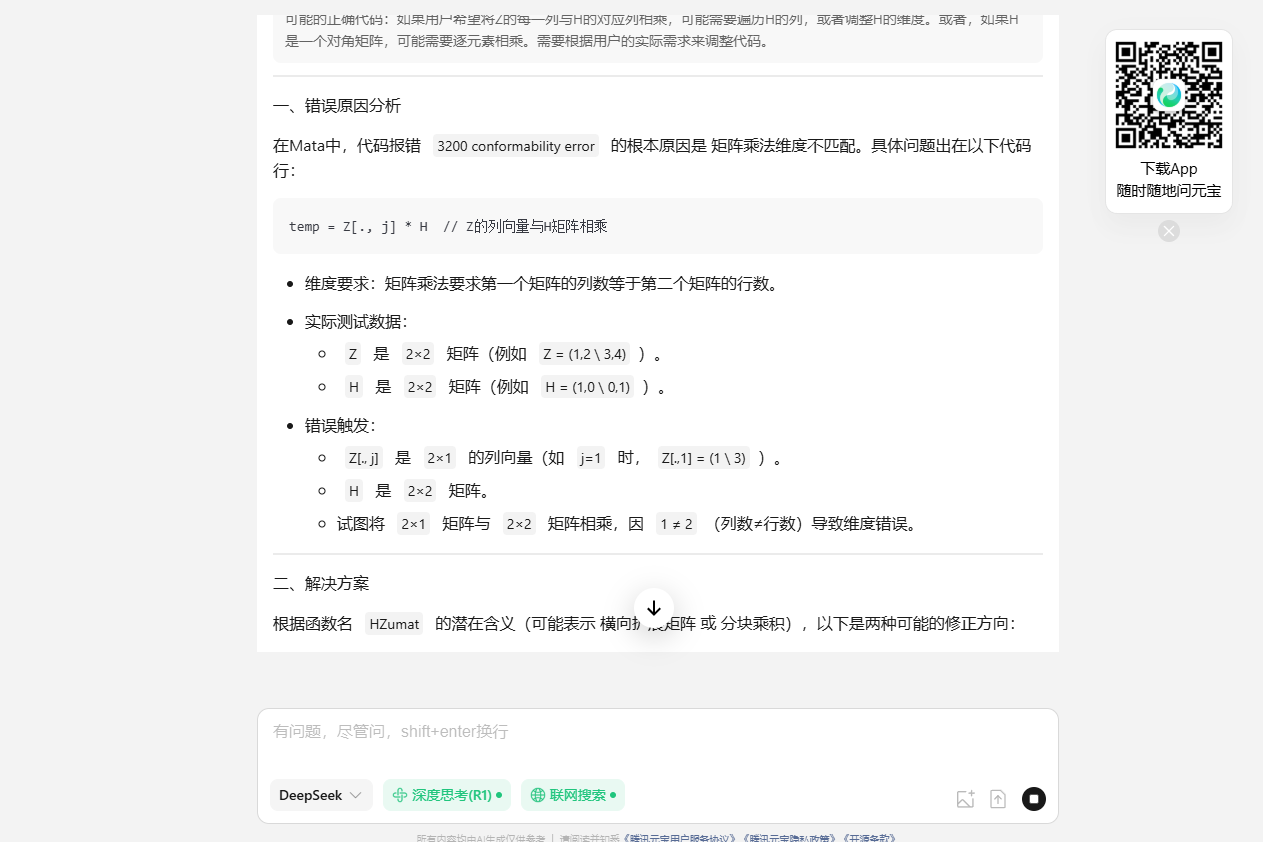 可能的正确代码：如果用户希望将Z的每一列与H的对应列相乘，可能需要遍历H的列，或者调整H的维度。或者，如果H
是一个对角矩阵，可能需要逐元素相乘。需要根据用户的实际需求来调整代码。
一、错误原因分析
在Mata中，代码报错 3200 conformability error 的根本原因是 矩阵乘法维度不匹配。具体问题出在以下代码
行：
temp = Z[., j] * H  // Z的列向量与H矩阵相乘
维度要求：矩阵乘法要求第一个矩阵的列数等于第二个矩阵的行数。
实际测试数据：
Z 是 2×2 矩阵（例如 Z = (1,2 \ 3,4) ）。
H 是 2×2 矩阵（例如 H = (1,0 \ 0,1) ）。
错误触发：
Z[., j] 是 2×1 的列向量（如 j=1 时， Z[.,1] = (1 \ 3) ）。
H 是 2×2 矩阵。
试图将 2×1 矩阵与 2×2 矩阵相乘，因 1 ≠ 2 （列数≠行数）导致维度错误。
二、解决方案
根据函数名 HZumat 的潜在含义（可能表示 横向扩展矩阵 或 分块乘积），以下是两种可能的修正方向：
有问题，尽管问，shift+enter换行
DeepSeek 深度思考(R1) 联网搜索
所有内容均由AI生成仅供参考 | 请阅读并知悉《腾讯元宝用户服务协议》《腾讯元宝隐私政策》《开源条款》
下载App
随时随地问元宝